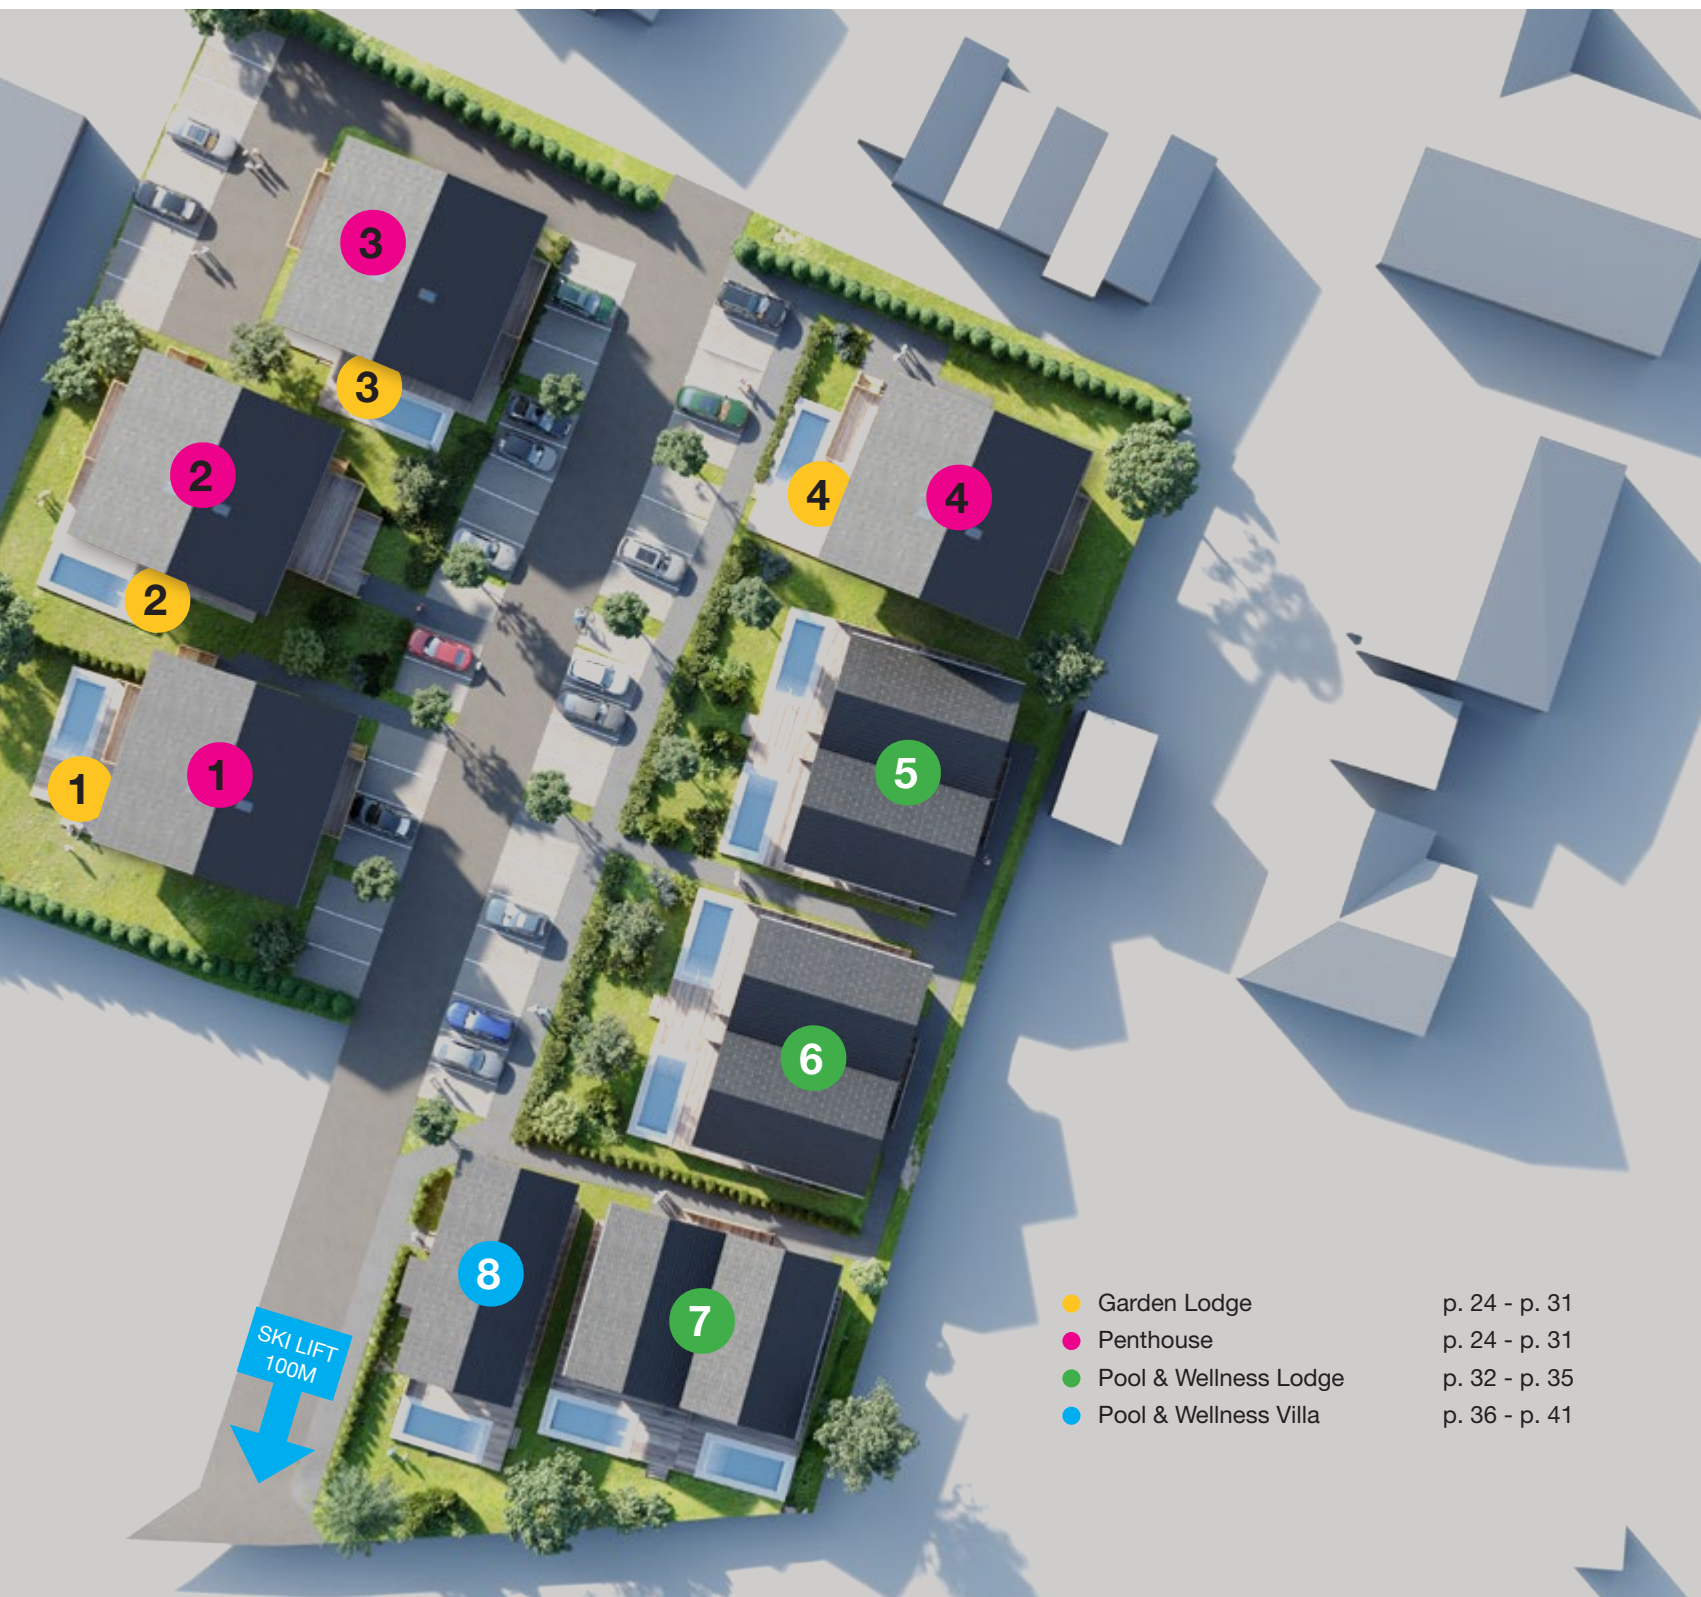 3
3
2
4
4
2
1
1
5
6
8
7
SKI LIFT
100M
Garden Lodge p. 24 - p. 31
Penthouse p. 24 - p. 31
Pool & Wellness Lodge p. 32 - p. 35
Pool & Wellness Villa p. 36 - p. 41